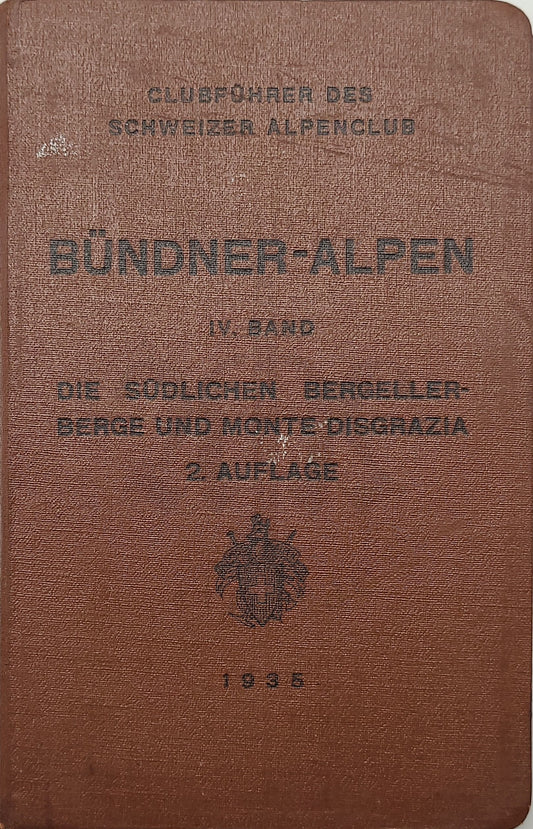 CLUBFÜHRER DES
SCHWEIZER ALPENCLUB
BÜNDNER-ALPEN
IV. BAND
DIE SÜDLICHEN BERGELLER-
BERGE UND MONTE DISGRAZIA
2. AUFLAGE
1935